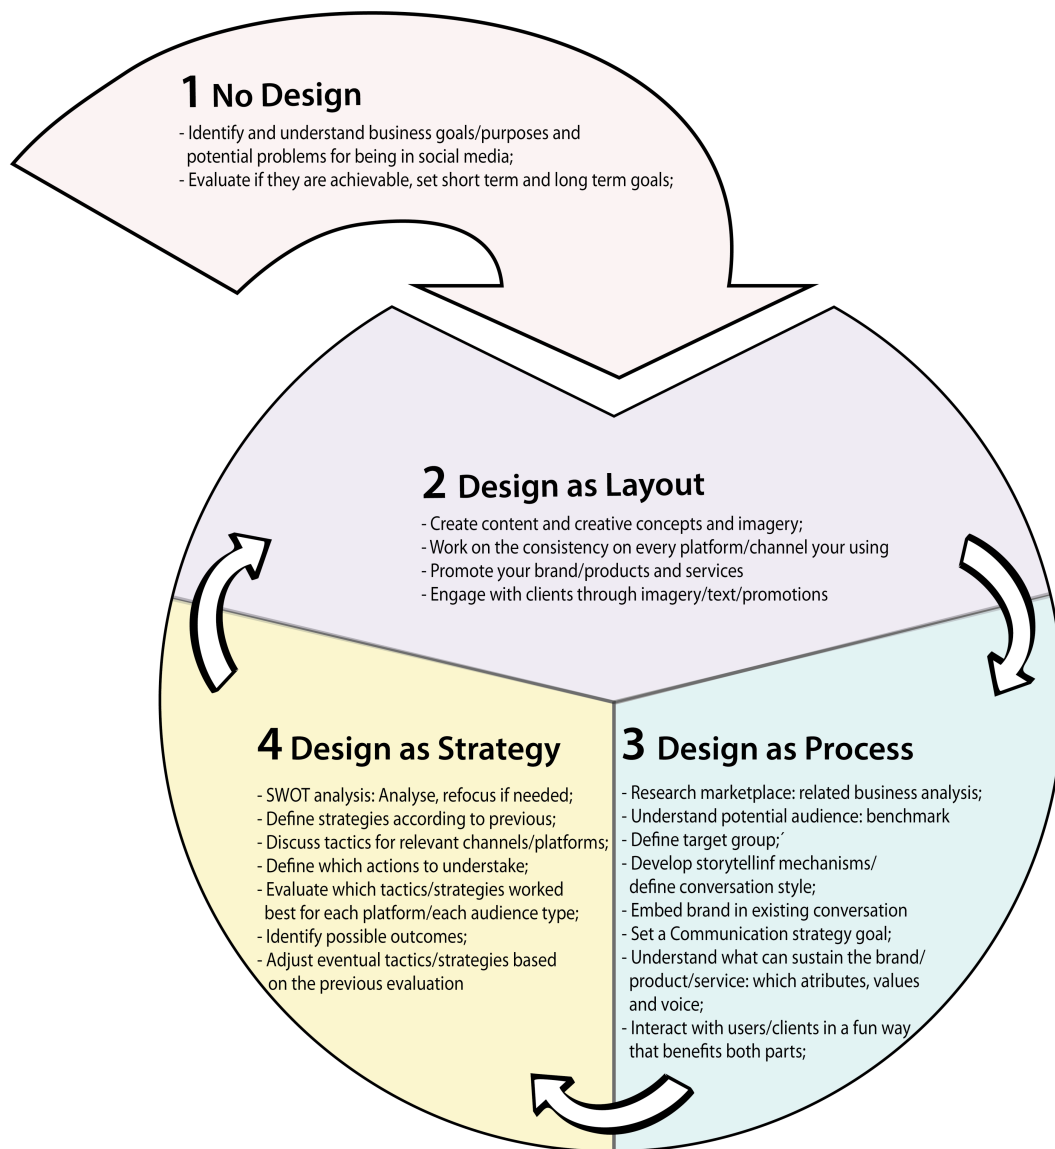 1 No Design
- Identify and understand business goals/purposes and
potential problems for being in social media;
- Evaluate if they are achievable, set short term and long term goals;
2 Design as Layout
- Create content and creative concepts and imagery;
- Work on the consistency on every platform/channel your using
- Promote your brand/products and services
- Engage with clients through imagery/text/promotions
4 Design as Strategy
- SWOT analysis: Analyse, refocus if needed;
- Define strategies according to previous;
- Discuss tactics for relevant channels/platforms;
- Define which actions to understake;
- Evaluate which tactics/strategies worked
best for each platform/each audience type;
- Identify possible outcomes;
- Adjust eventual tactics/strategies based
on the previous evaluation
3 Design as Process
- Research marketplace: related business analysis;
- Understand potential audience: benchmark
- Define target group;´
- Develop storytellinf mechanisms/
define conversation style;
- Embed brand in existing conversation
- Set a Communication strategy goal;
- Understand what can sustain the brand/
product/service: which atributes, values
and voice;
- Interact with users/clients in a fun way
that benefits both parts;